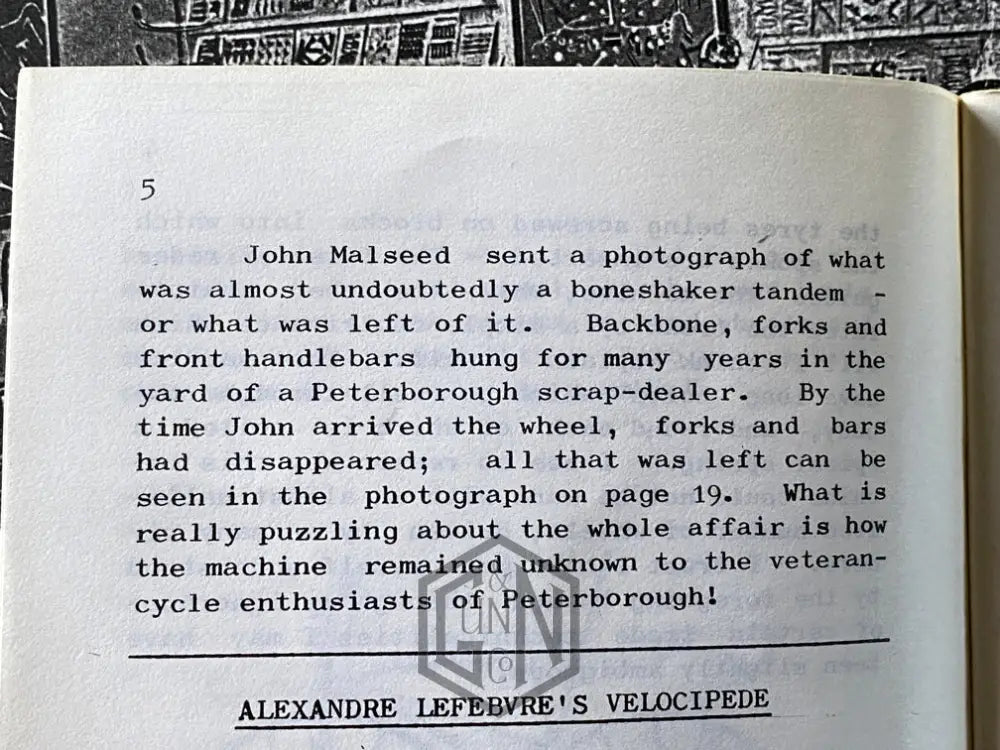 5
John Malseed sent a photograph of what
was almost undoubtedly a boneshaker tandem -
or what was left of it. Backbone, forks and
front handlebars hung for many years in the
yard of a Peterborough scrap-dealer. By the
time John arrived the wheel, forks and bars
had disappeared; all that was left can be
seen in the photograph on page 19. What is
really puzzling about the whole affair is how
the machine remained unknown to the veteran-
cycle enthusiasts of Peterborough!
ALEXANDRE LEFEBVRE'S VELOCIPEDE